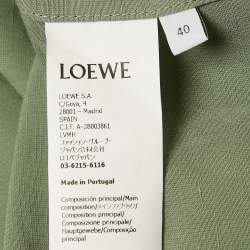 40
LOEWE
LOEWE S.A.
C/Goya, 4
28001 - Madrid
SPAIN
C.I.F. A-28003861
LVMH
ファッション・グループ・
ジャパン合同会社
ロエベジャパン
03-6215-6116
Made in Portugal
Composición principal/Main
composition/メインファブリック/
Composition principal/
Composizione principale/
Hauptgewebe/Composição
principal